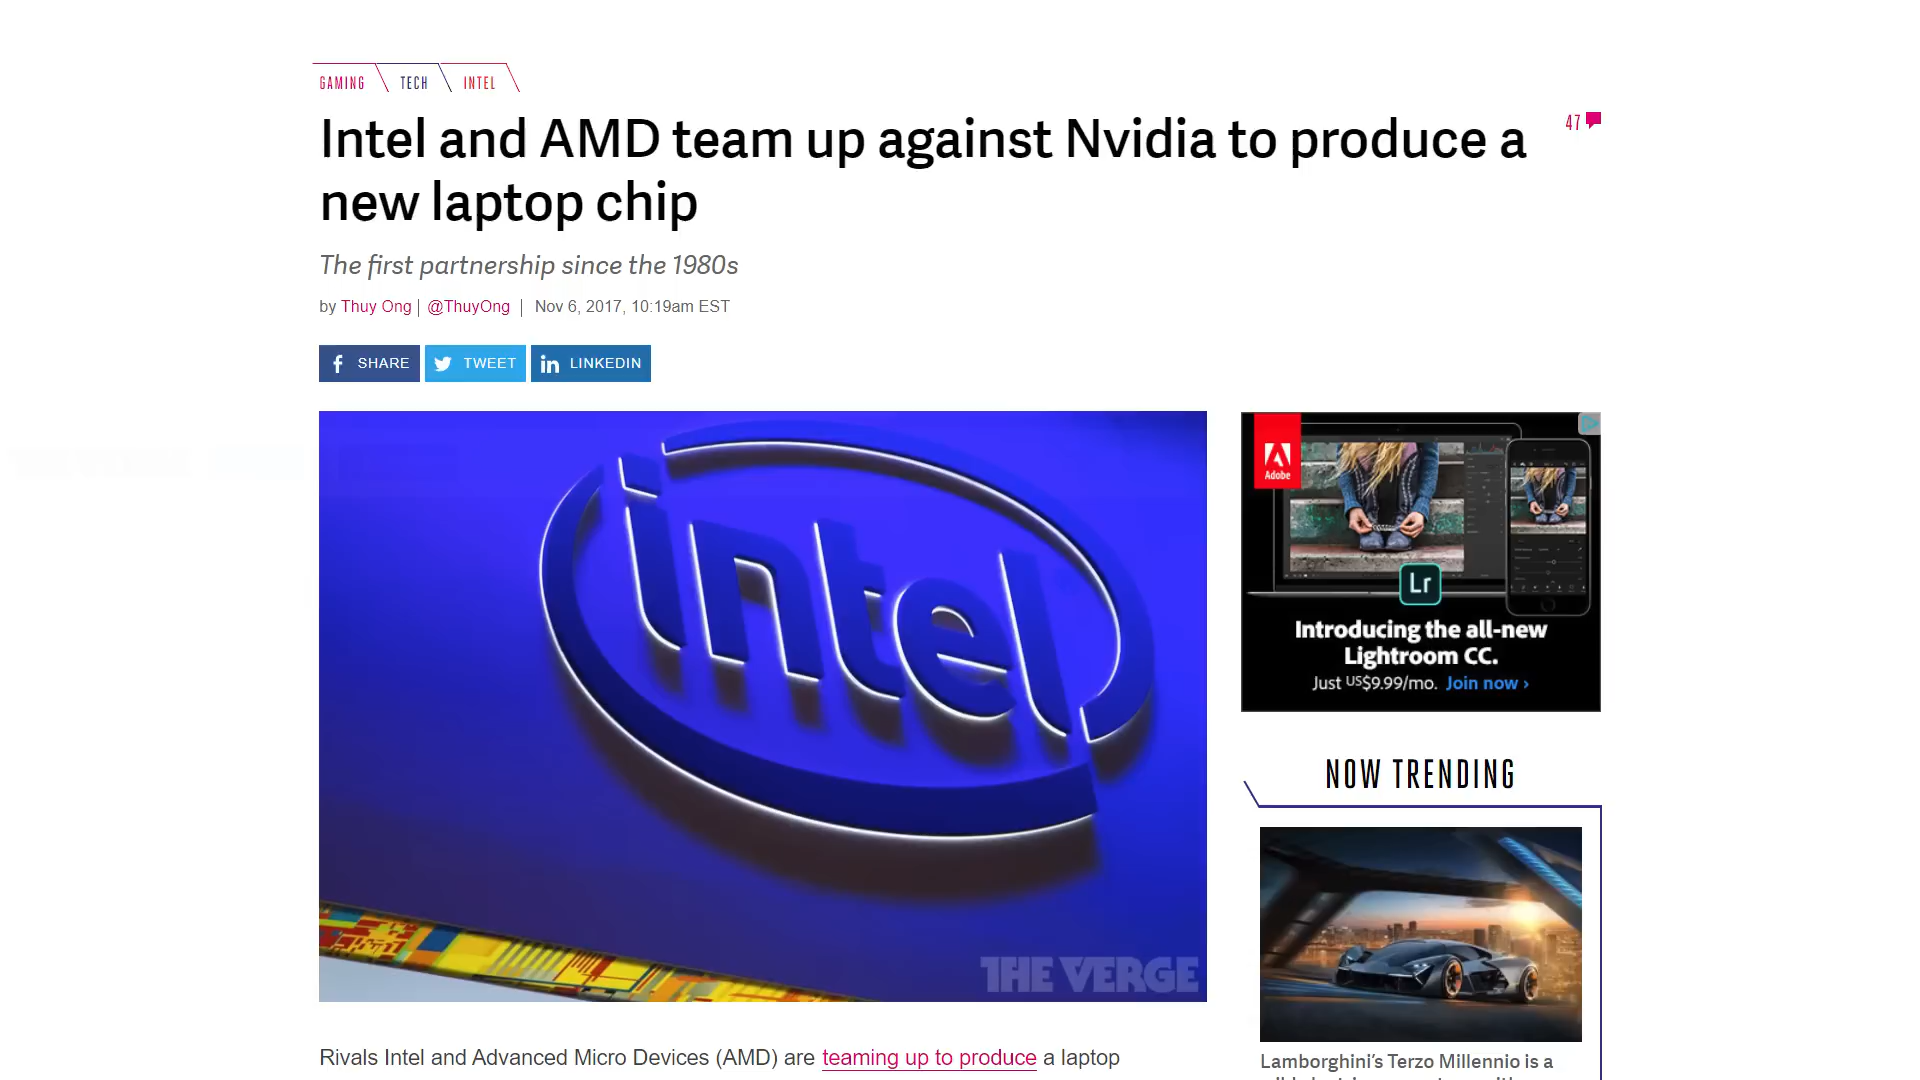 GAMING TECH INTEL
Intel and AMD team up against Nvidia to produce a
new laptop chip
47
The first partnership since the 1980s
by Thuy Ong | @ThuyOng | Nov 6, 2017, 10:19am EST
SHARE TWEET LINKEDIN
intel
THE VERGE
Adobe
Lr
Introducing the all-new
Lightroom CC.
Just US$9.99/mo. Join now ›
NOW TRENDING
Rivals Intel and Advanced Micro Devices (AMD) are teaming up to produce a laptop
Lamborghini's Terzo Millennio is a